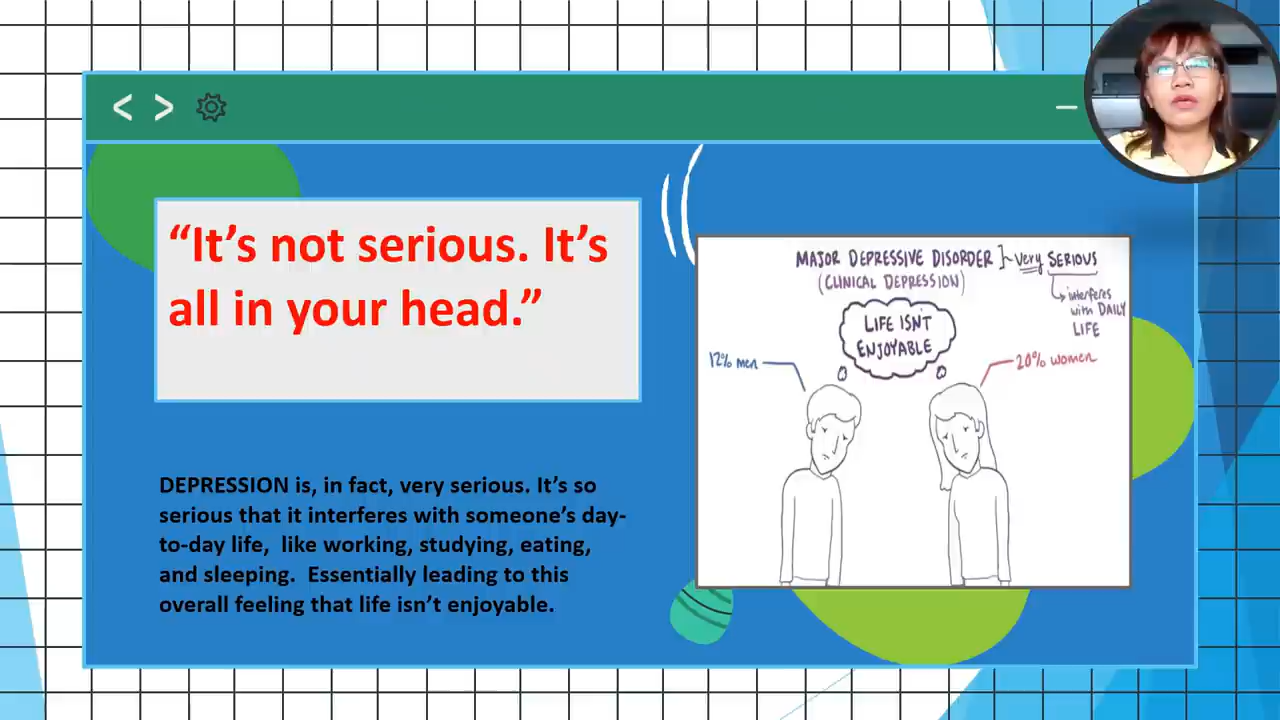 “It’s not serious. It’s
all in your head.”
DEPRESSION is, in fact, very serious. It’s so
serious that it interferes with someone’s day-
to-day life, like working, studying, eating,
and sleeping. Essentially leading to this
overall feeling that life isn’t enjoyable.
MAJOR DEPRESSIVE DISORDER } very SERIOUS
(CLINICAL DEPRESSION)
interferes
with DAILY
LIFE
LIFE ISN'T
ENJOYABLE
12% men
20% women